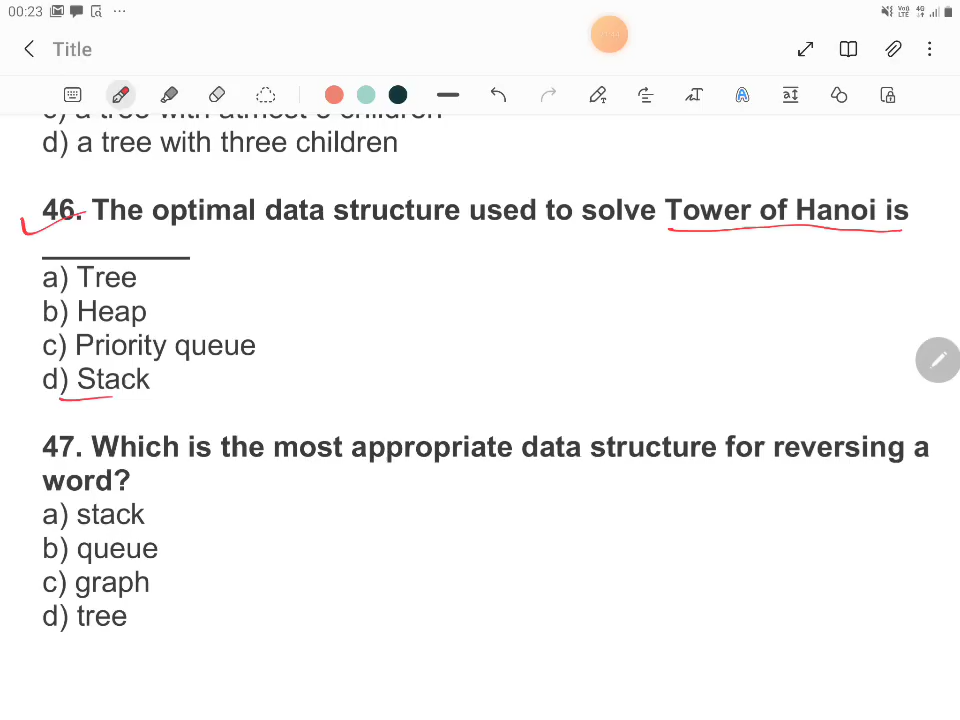 00:23
Title
d) a tree with three children
46. The optimal data structure used to solve Tower of Hanoi is
__________
a) Tree
b) Heap
c) Priority queue
d) Stack
47. Which is the most appropriate data structure for reversing a
word?
a) stack
b) queue
c) graph
d) tree